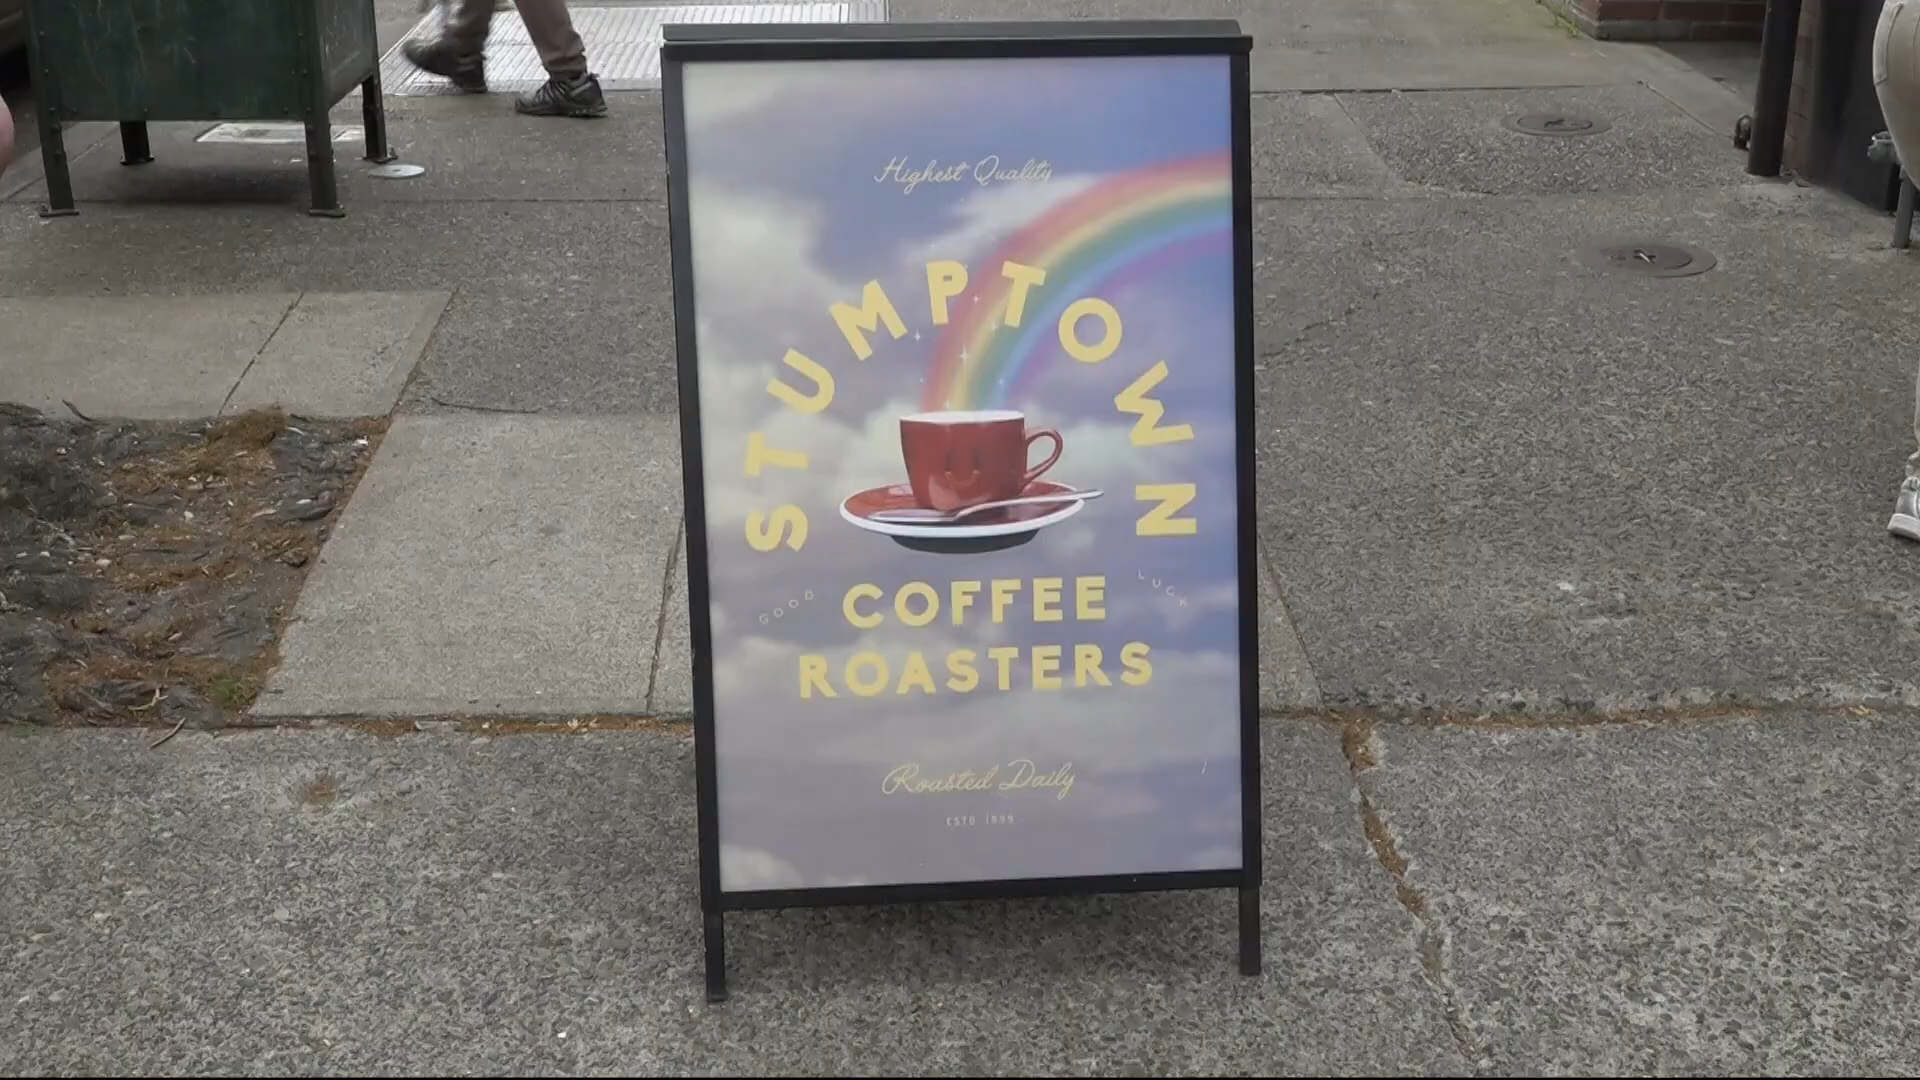 Highest Quality
STUMPTOWN
GOOD LUCK
COFFEE
ROASTERS
Roasted Daily
ESTD 1999